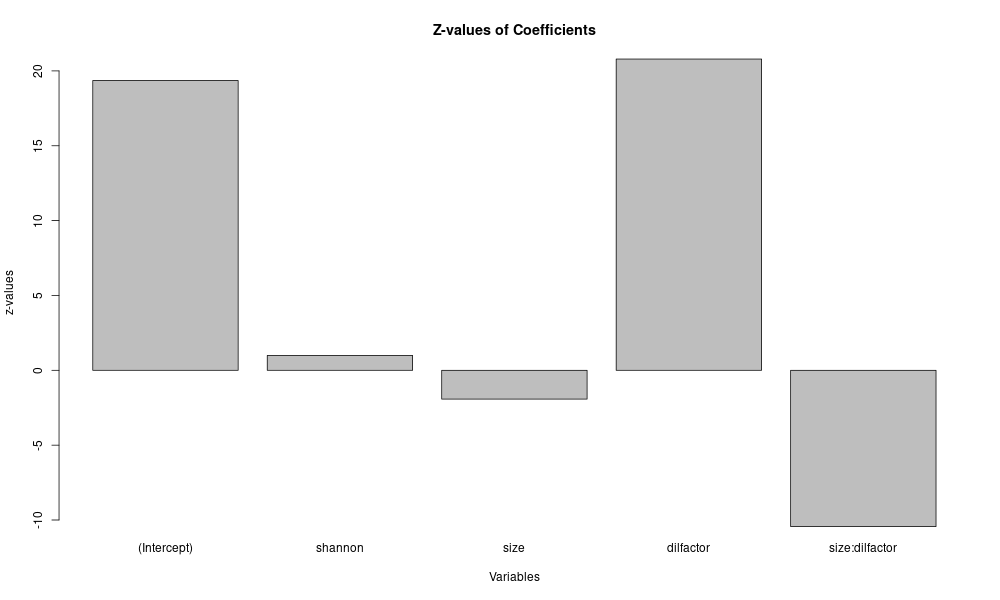 Z-values of Coefficients
z-values
20
15
10
5
0
-5
-10
(Intercept)
shannon
size
dilfactor
size:dilfactor
Variables